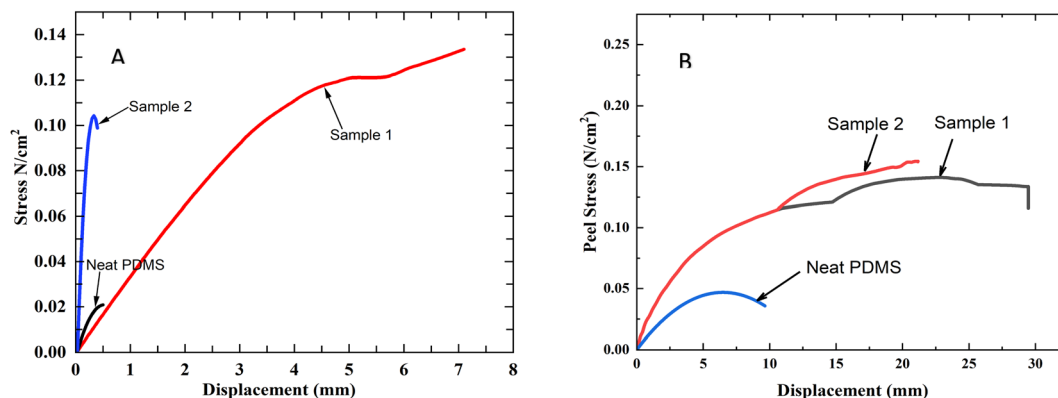 A
0.14
0.12
0.10
0.08
0.06
0.04
0.02
0.00
Stress N/cm²
Sample 2
Sample 1
Neat PDMS
0 1 2 3 4 5 6 7 8
Displacement (mm)
B
0.25
0.20
0.15
0.10
0.05
0.00
Peel Stress (N/cm²)
Sample 2
Sample 1
Neat PDMS
0 5 10 15 20 25 30
Displacement (mm)